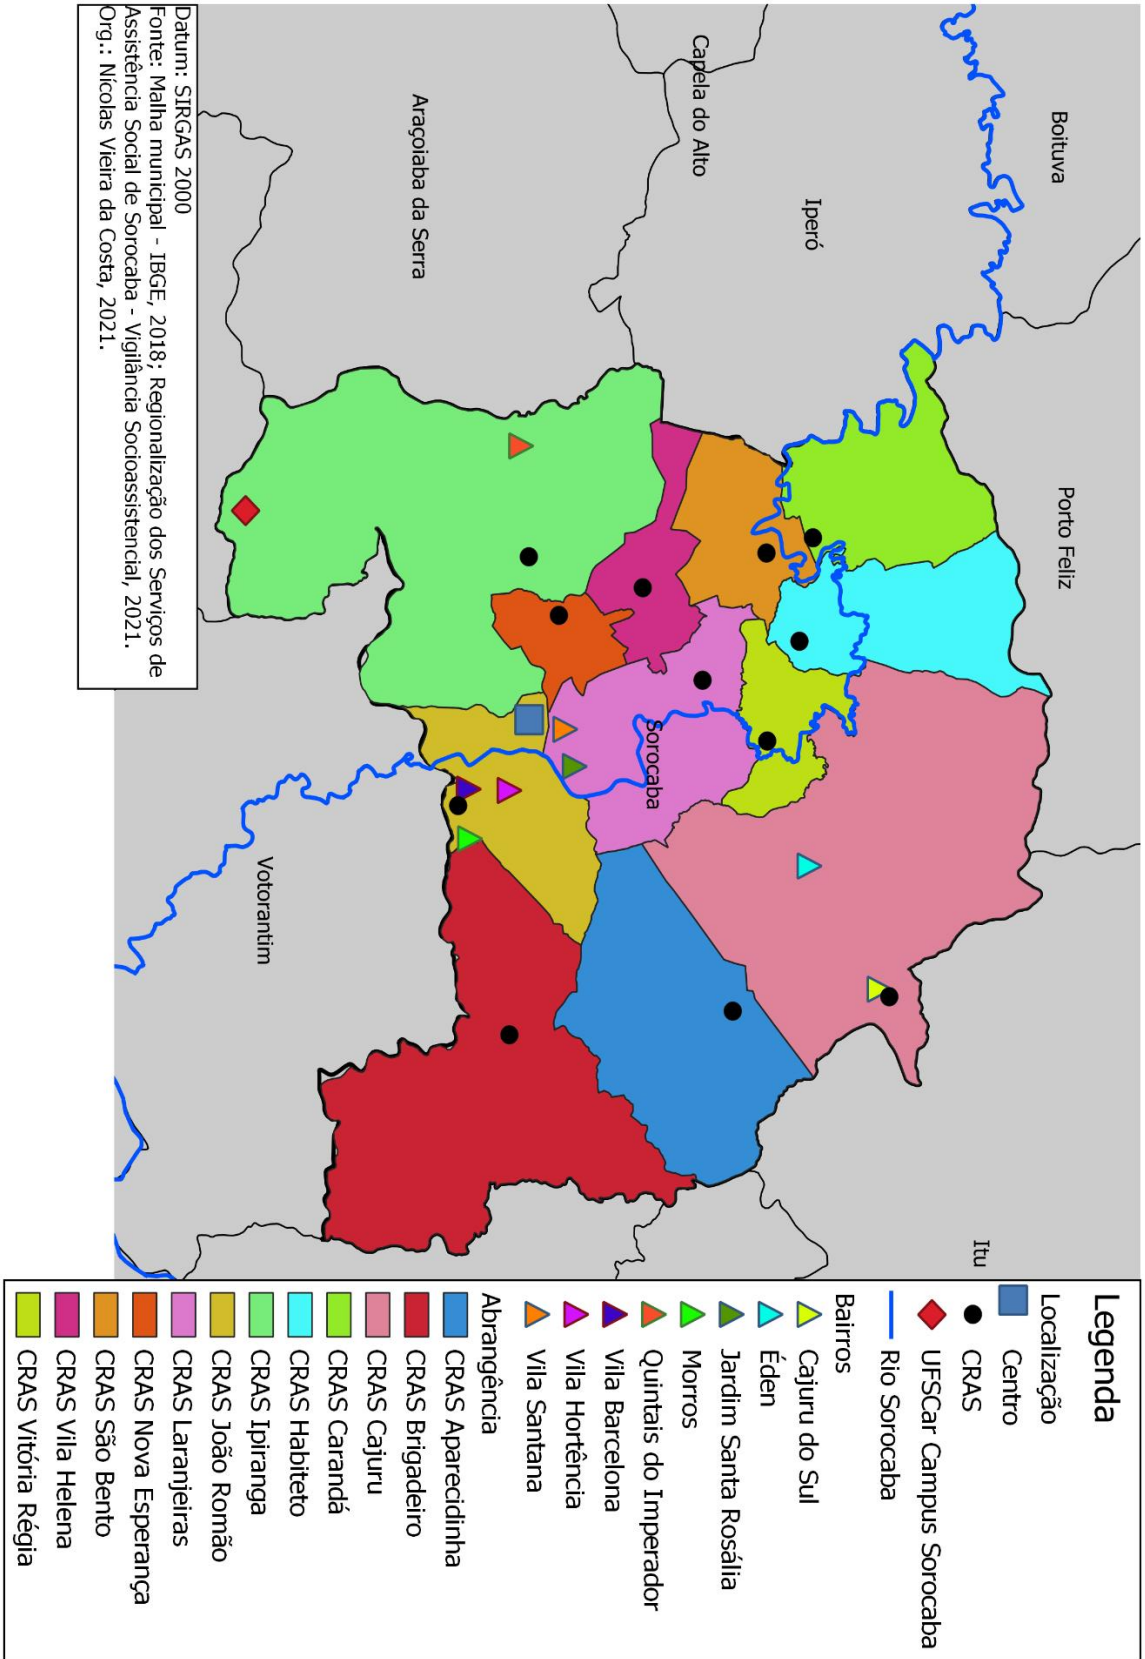 Boituva
Porto Feliz
Iperó
Capela do Alto
Itu
Sorocaba
Araçoiaba da Serra
Votorantim
Datum: SIRGAS 2000
Fonte: Malha municipal - IBGE, 2018; Regionalização dos Serviços de
Assistência Social de Sorocaba - Vigilância Socioassistencial, 2021.
Org.: Nícolas Vieira da Costa, 2021.
Legenda
Localização
Centro
CRAS
UFSCar Campus Sorocaba
Rio Sorocaba
Bairros
Cajuru do Sul
Éden
Jardim Santa Rosália
Morros
Quintais do Imperador
Vila Barcelona
Vila Hortência
Vila Santana
Abrangência
CRAS Aparecidinha
CRAS Brigadeiro
CRAS Cajuru
CRAS Carandá
CRAS Habiteto
CRAS Ipiranga
CRAS João Romão
CRAS Laranjeiras
CRAS Nova Esperança
CRAS São Bento
CRAS Vila Helena
CRAS Vitória Régia